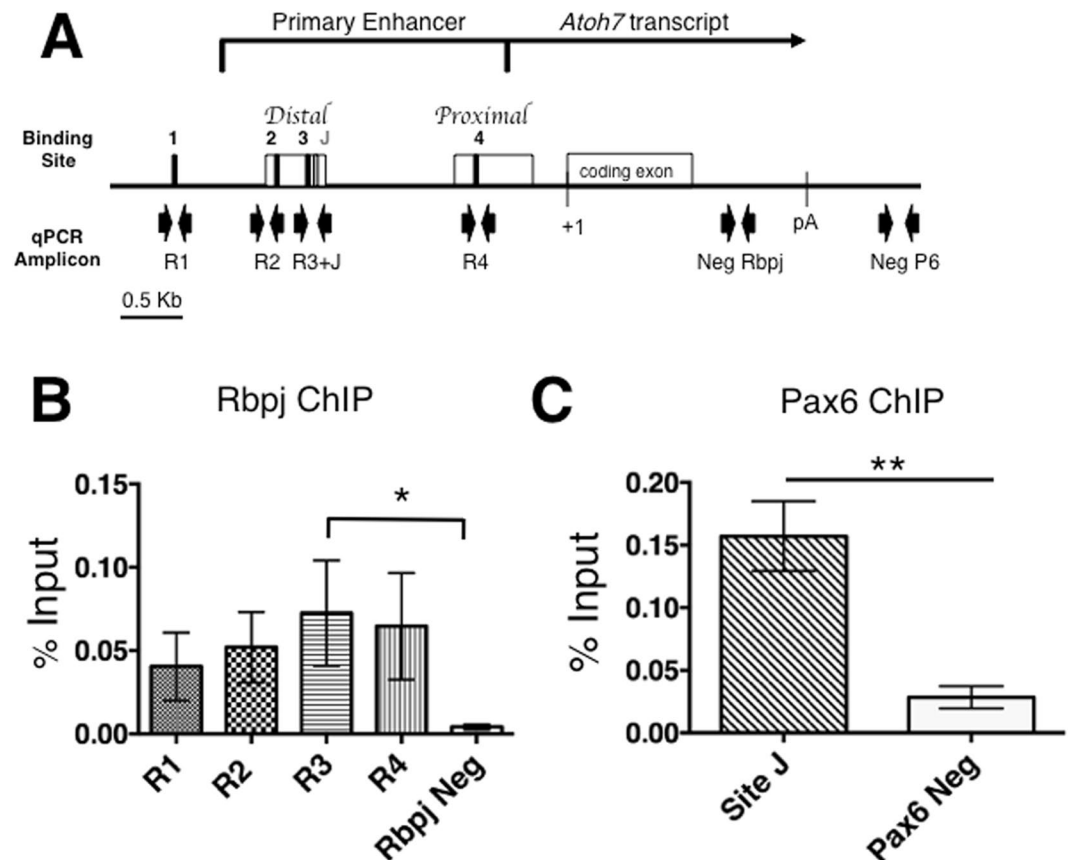 A
Primary Enhancer Atoh7 transcript
Distal Proximal
Binding Site 1 2 3 J 4
coding exon
+1 pA
qPCR Amplicon R1 R2 R3+J R4 Neg Rbpj Neg P6
0.5 Kb
B
Rbpj ChIP
*
% Input
0.15
0.10
0.05
0.00
R1 R2 R3 R4 Rbpj Neg
C
Pax6 ChIP
**
% Input
0.20
0.15
0.10
0.05
0.00
Site J Pax6 Neg